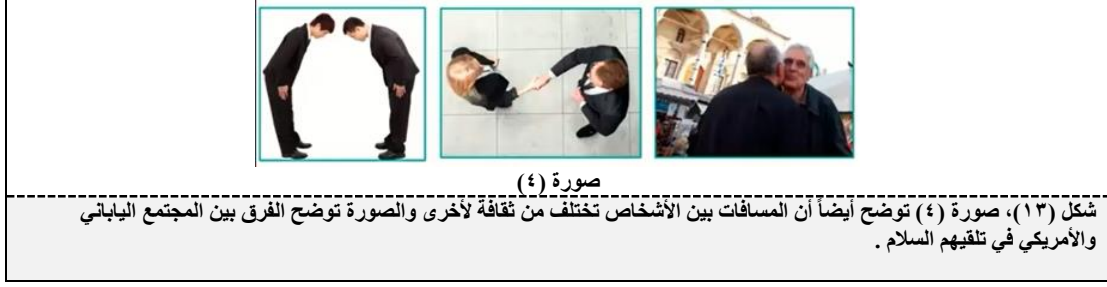 صورة (٤)
شكل (١٣)، صورة (٤) توضح أيضاً أن المسافات بين الأشخاص تختلف من ثقافة لأخرى والصورة توضح الفرق بين المجتمع الياباني
والأمريكي في تلقيهم السلام .